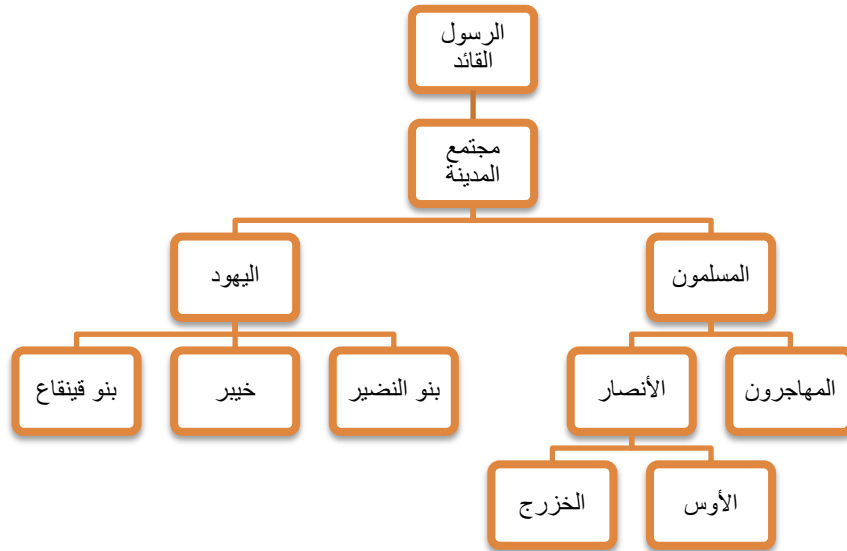 الرسول
القائد
مجتمع
المدينة
المسلمون
اليهود
المهاجرون
الأنصار
بنو النضير
خيبر
بنو قينقاع
الأوس
الخزرج